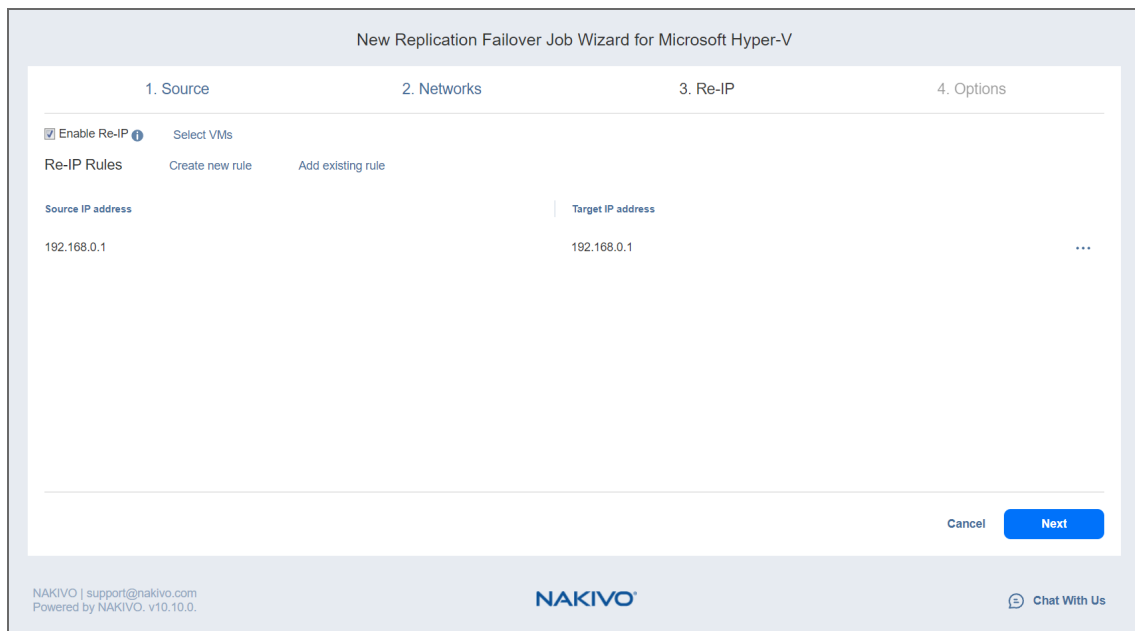 New Replication Failover Job Wizard for Microsoft Hyper-V
1. Source 2. Networks 3. Re-IP 4. Options
Enable Re-IP Select VMs
Re-IP Rules Create new rule Add existing rule
Source IP address Target IP address
192.168.0.1 192.168.0.1 ...
Cancel Next
NAKIVO | support@nakivo.com
Powered by NAKIVO. v10.10.0.
NAKIVO®
Chat With Us